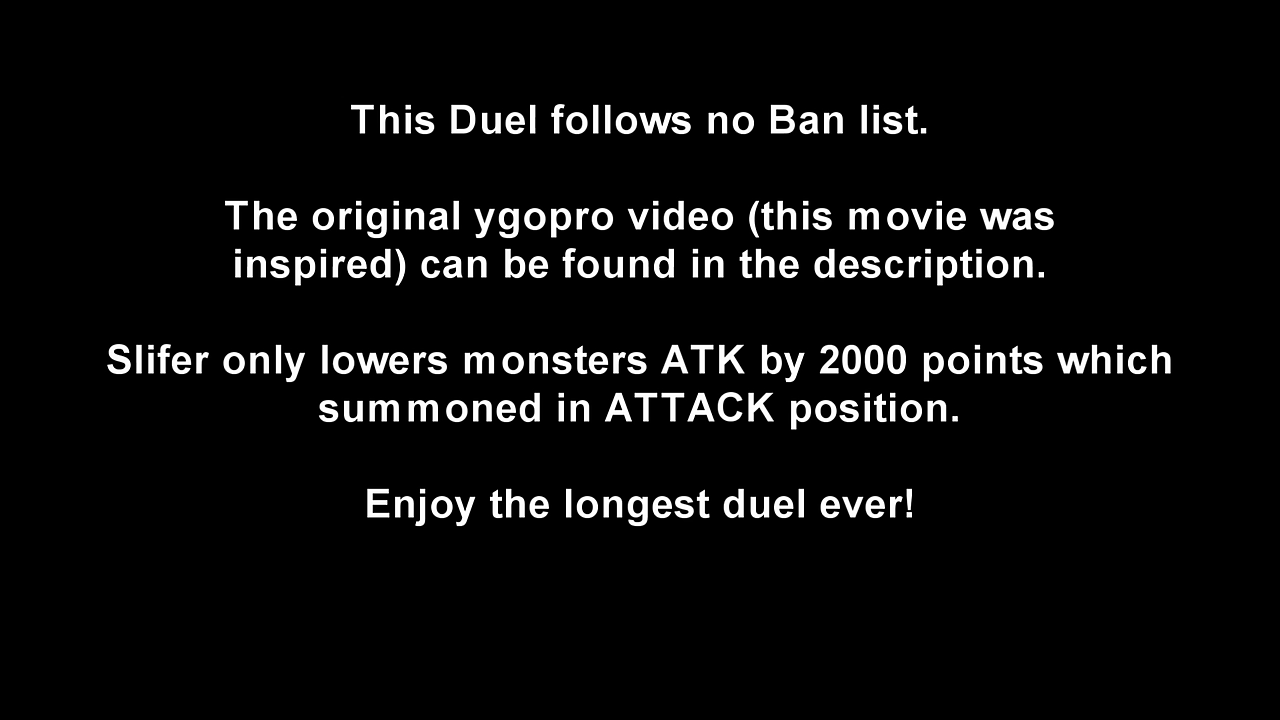 This Duel follows no Ban list.
The original ygopro video (this movie was
inspired) can be found in the description.
Slifer only lowers monsters ATK by 2000 points which
summoned in ATTACK position.
Enjoy the longest duel ever!